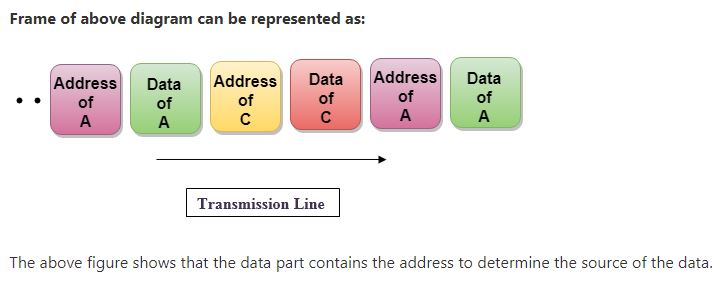 Frame of above diagram can be represented as:
Address of A
Data of A
Address of C
Data of C
Address of A
Data of A
Transmission Line
The above figure shows that the data part contains the address to determine the source of the data.